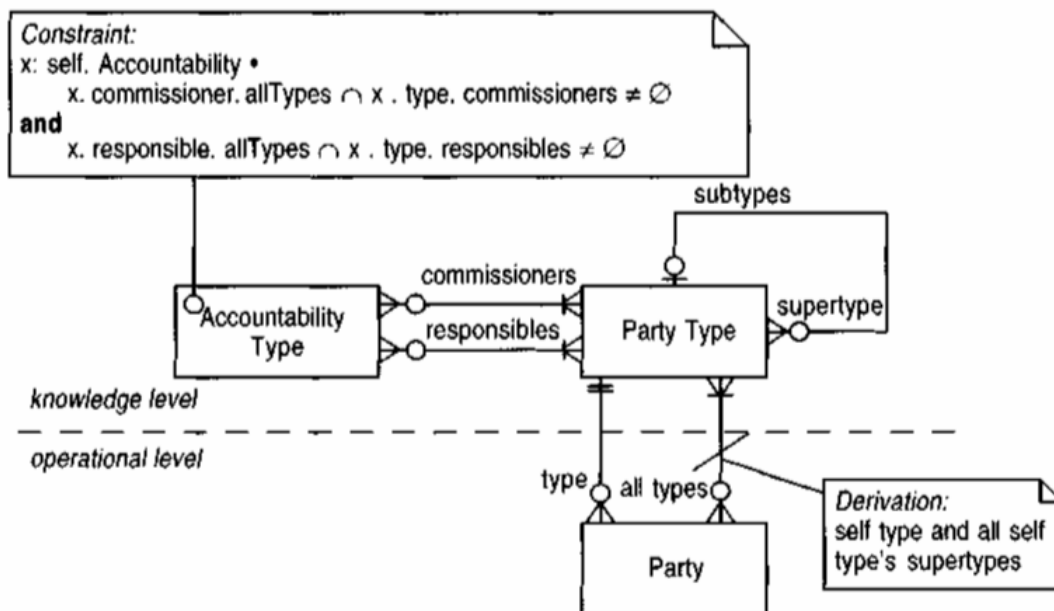 Constraint:
x: self. Accountability •
x. commissioner. allTypes ∩ x . type. commissioners ≠ ∅
and
x. responsible. allTypes ∩ x . type. responsibles ≠ ∅
subtypes
commissioners
supertype
Accountability
Type
responsibles
Party Type
knowledge level
operational level
type
all types
Derivation:
self type and all self
type's supertypes
Party